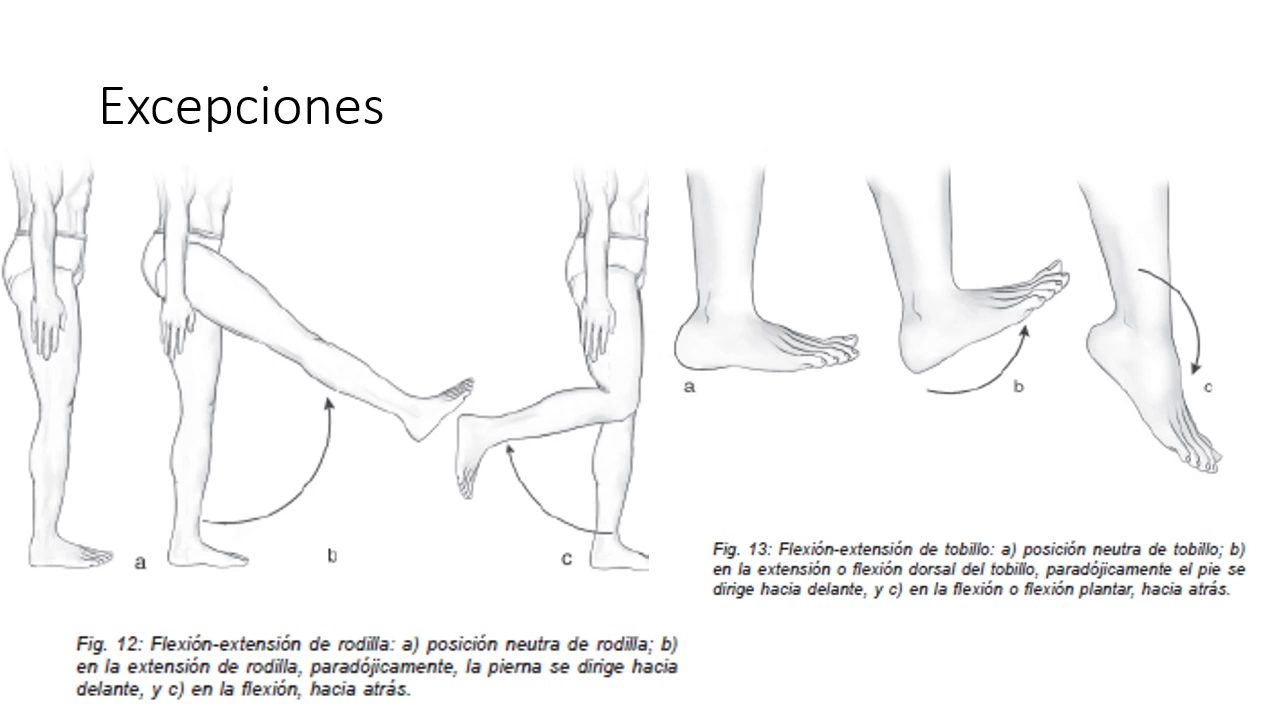 Excepciones
a
b
c
Fig. 12: Flexión-extensión de rodilla: a) posición neutra de rodilla; b)
en la extensión de rodilla, paradójicamente, la pierna se dirige hacia
delante, y c) en la flexión, hacia atrás.
a
b
c
Fig. 13: Flexión-extensión de tobillo: a) posición neutra de tobillo; b)
en la extensión o flexión dorsal del tobillo, paradójicamente el pie se
dirige hacia delante, y c) en la flexión o flexión plantar, hacia atrás.